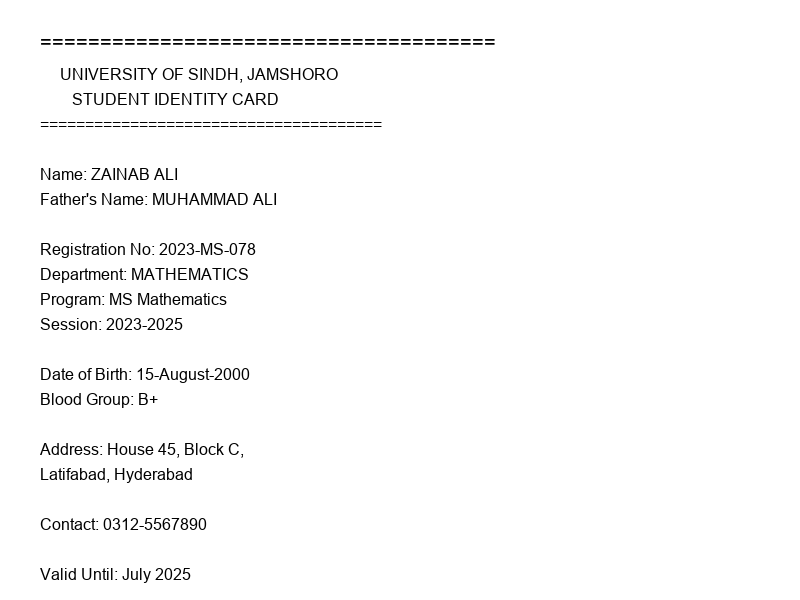 ======================================
UNIVERSITY OF SINDH, JAMSHORO
STUDENT IDENTITY CARD
======================================
Name: ZAINAB ALI
Father's Name: MUHAMMAD ALI
Registration No: 2023-MS-078
Department: MATHEMATICS
Program: MS Mathematics
Session: 2023-2025
Date of Birth: 15-August-2000
Blood Group: B+
Address: House 45, Block C,
Latifabad, Hyderabad
Contact: 0312-5567890
Valid Until: July 2025